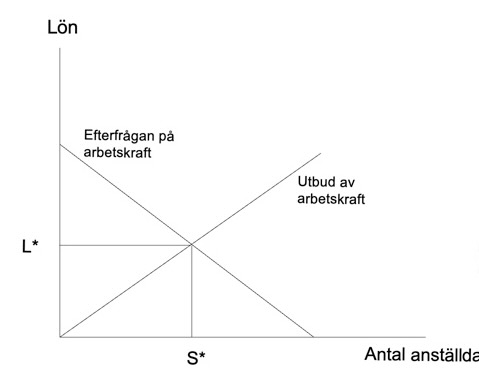 Lön
Efterfrågan på
arbetskraft
Utbud av
arbetskraft
L*
S*
Antal anställda